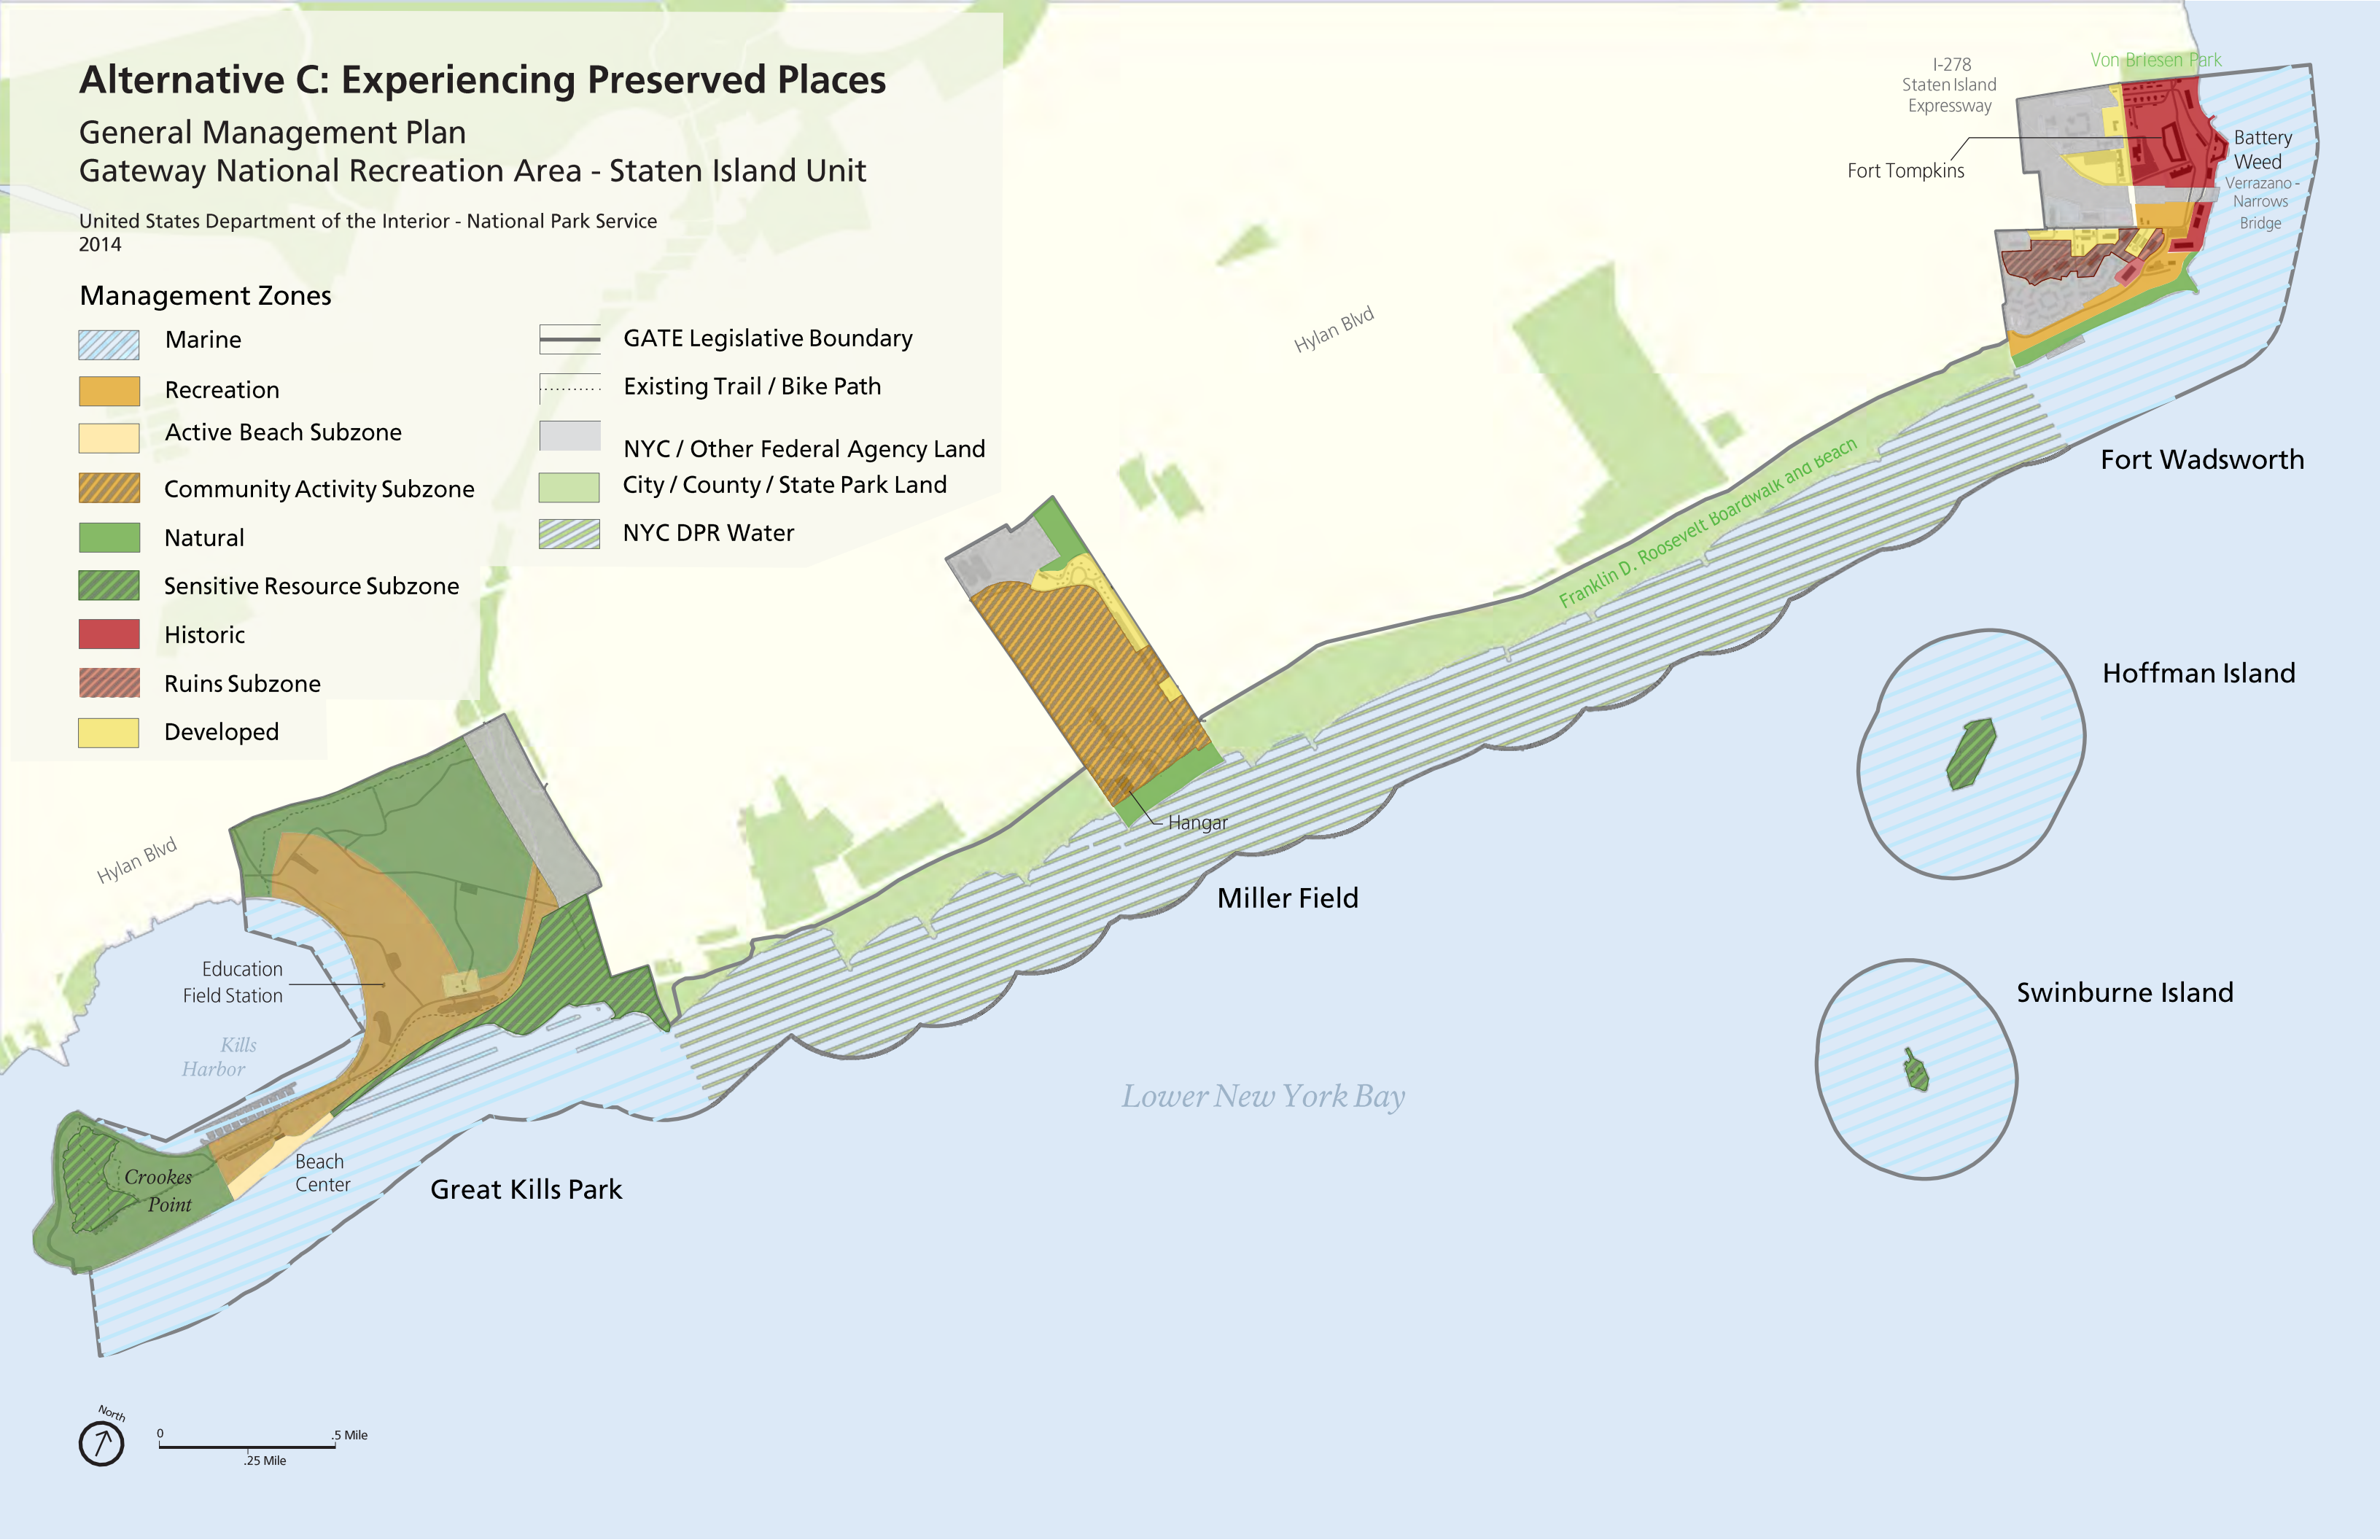 Alternative C: Experiencing Preserved Places
General Management Plan
Gateway National Recreation Area - Staten Island Unit
United States Department of the Interior - National Park Service
2014
Management Zones
Marine
Recreation
Active Beach Subzone
Community Activity Subzone
Natural
Sensitive Resource Subzone
Historic
Ruins Subzone
Developed
GATE Legislative Boundary
Existing Trail / Bike Path
NYC / Other Federal Agency Land
City / County / State Park Land
NYC DPR Water
Von Briesen Park
I-278
Staten Island
Expressway
Fort Tompkins
Battery
Weed
Verrazano -
Narrows
Bridge
Hylan Blvd
Fort Wadsworth
Franklin D. Roosevelt Boardwalk and Beach
Hoffman Island
Hangar
Miller Field
Hylan Blvd
Education
Field Station
Swinburne Island
Kills
Harbor
Lower New York Bay
Beach
Center
Crookes
Point
Great Kills Park
North
0
.5 Mile
.25 Mile